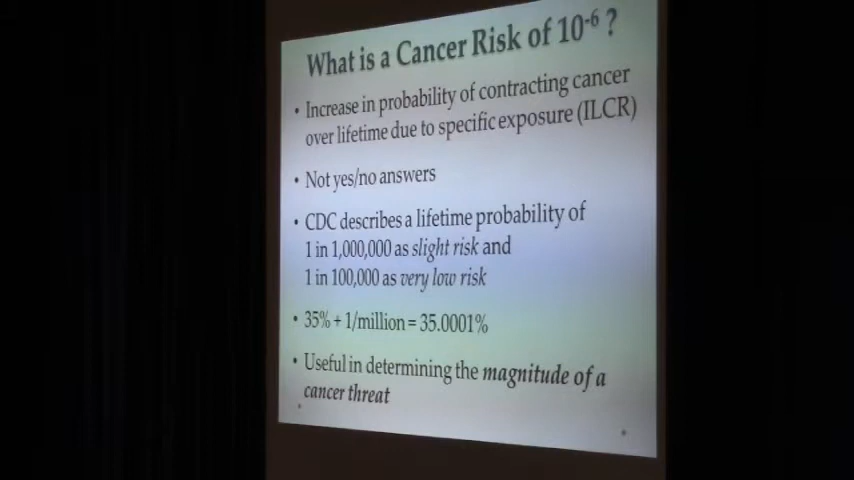 What is a Cancer Risk of 10⁻⁶ ?
• Increase in probability of contracting cancer
over lifetime due to specific exposure (ILCR)
• Not yes/no answers
• CDC describes a lifetime probability of
1 in 1,000,000 as slight risk and
1 in 100,000 as very low risk
• 35% + 1/million = 35.0001%
• Useful in determining the magnitude of a
cancer threat